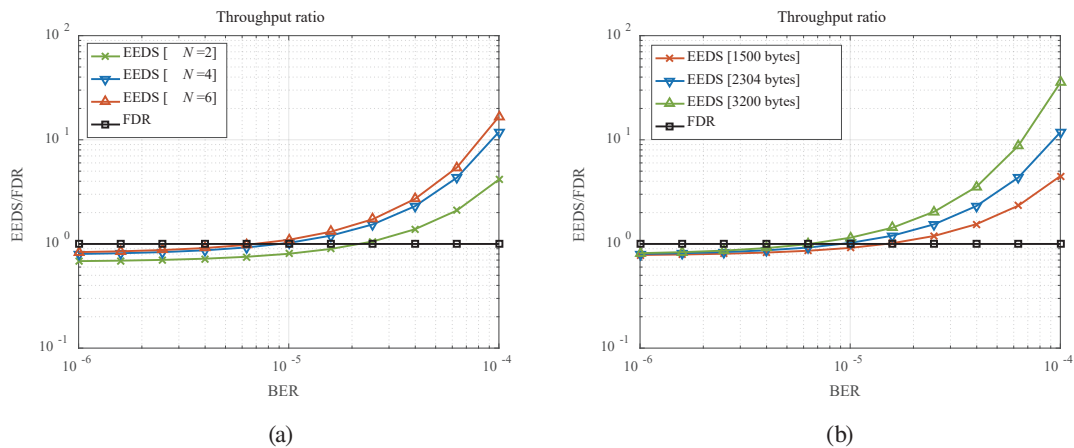 Throughput ratio
10 2
10 1
10 0
10 -1
EEDS/FDR
EEDS [ N =2]
EEDS [ N =4]
EEDS [ N =6]
FDR
10 -6
10 -5
10 -4
BER
(a)
Throughput ratio
10 2
10 1
10 0
10 -1
EEDS/FDR
EEDS [1500 bytes]
EEDS [2304 bytes]
EEDS [3200 bytes]
FDR
10 -6
10 -5
10 -4
BER
(b)